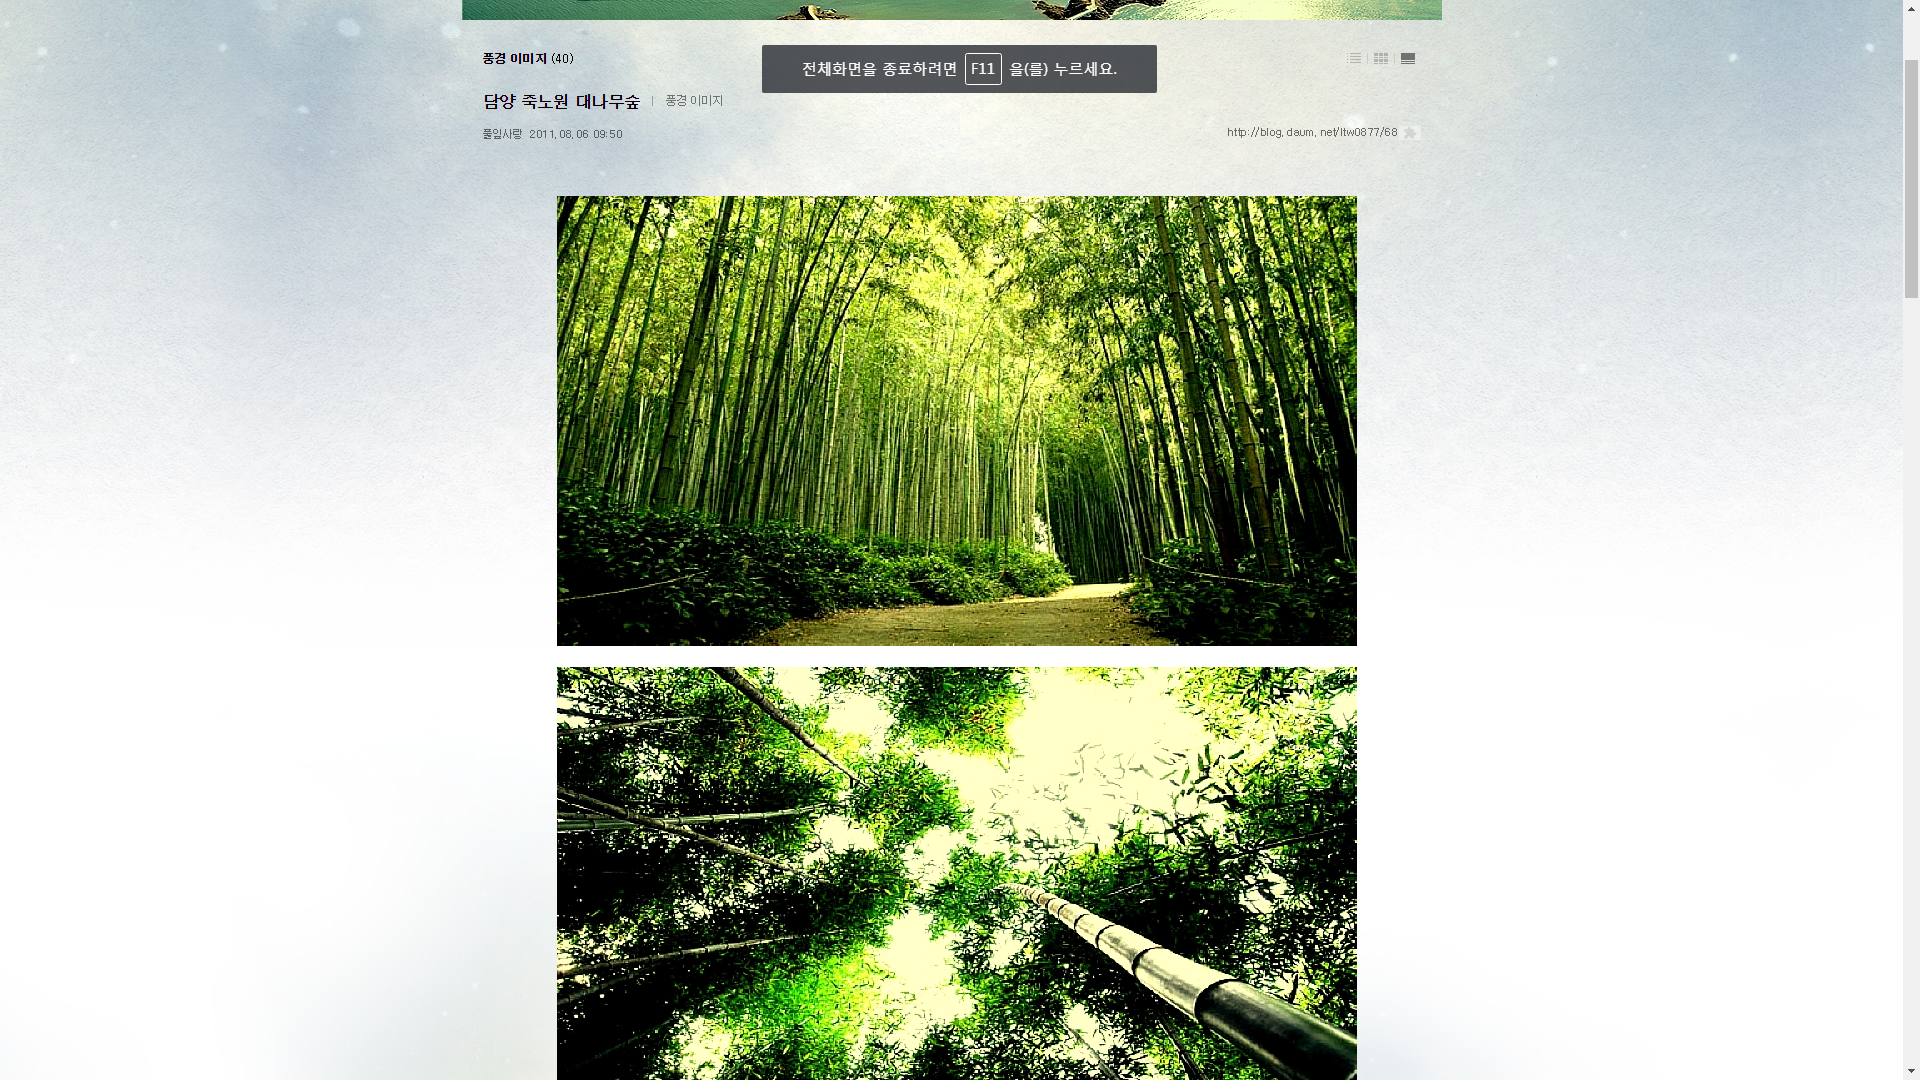 풍경 이미지 (40)
전체화면을 종료하려면 F11 을(를) 누르세요.
담양 죽노원 대나무숲 | 풍경 이미지
풀잎사랑 2011.08.06 09:50
http://blog.daum.net/ltw0877/68